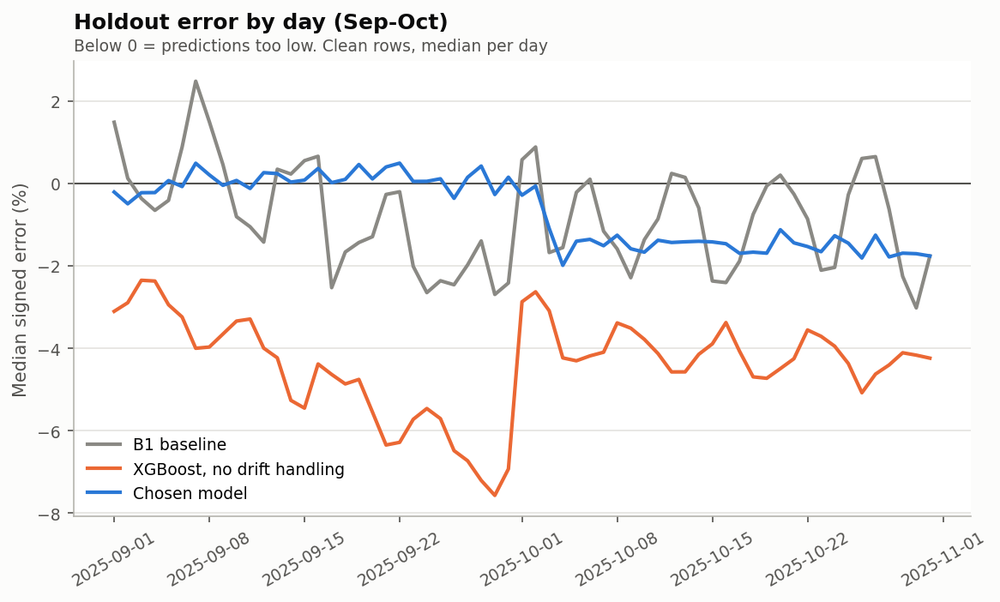 Holdout error by day (Sep-Oct)
Below 0 = predictions too low. Clean rows, median per day
Median signed error (%)
2
0
−2
−4
−6
−8
B1 baseline
XGBoost, no drift handling
Chosen model
2025-09-01
2025-09-08
2025-09-15
2025-09-22
2025-10-01
2025-10-08
2025-10-15
2025-10-22
2025-11-01